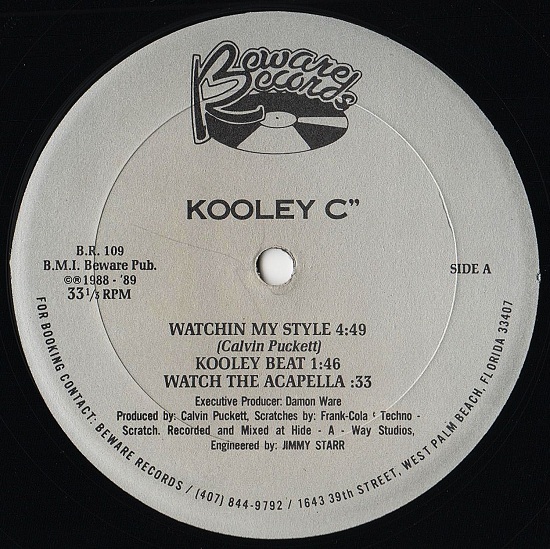 Beware!
Records
KOOLEY C”
B.R. 109
B.M.I. Beware Pub.
©℗1988 - '89
33 1/3 RPM
SIDE A
WATCHIN MY STYLE 4:49
(Calvin Puckett)
KOOLEY BEAT 1:46
WATCH THE ACAPELLA :33
Executive Producer: Damon Ware
Produced by: Calvin Puckett, Scratches by: Frank-Cola ‘ Techno -
Scratch. Recorded and Mixed at Hide - A - Way Studios,
Engineered by: JIMMY STARR
FOR BOOKING CONTACT: BEWARE RECORDS / (407) 844-9792 / 1643 39th STREET, WEST PALM BEACH, FLORIDA 33407